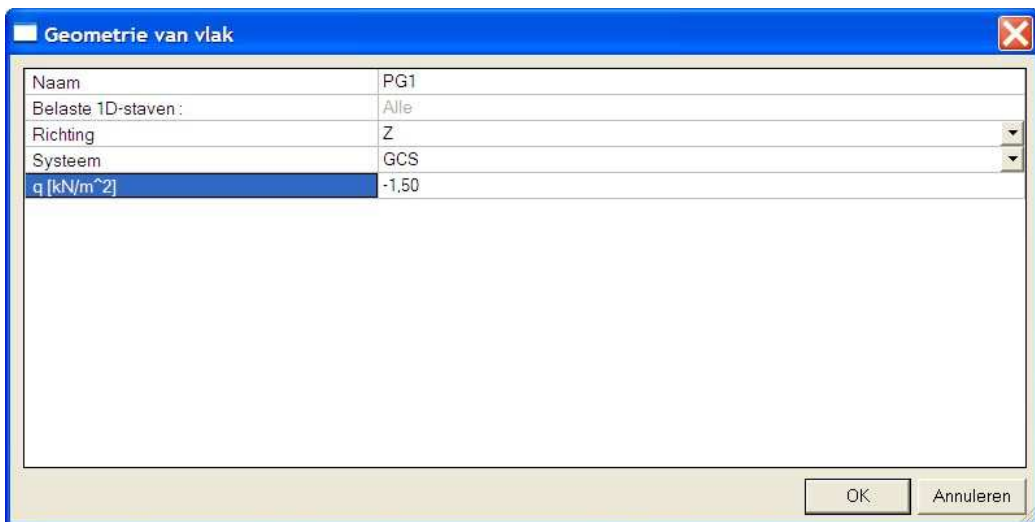 Geometrie van vlak
Naam PG1
Belaste 1D-staven : Alle
Richting Z
Systeem GCS
q [kN/m^2] -1,50
OK Annuleren